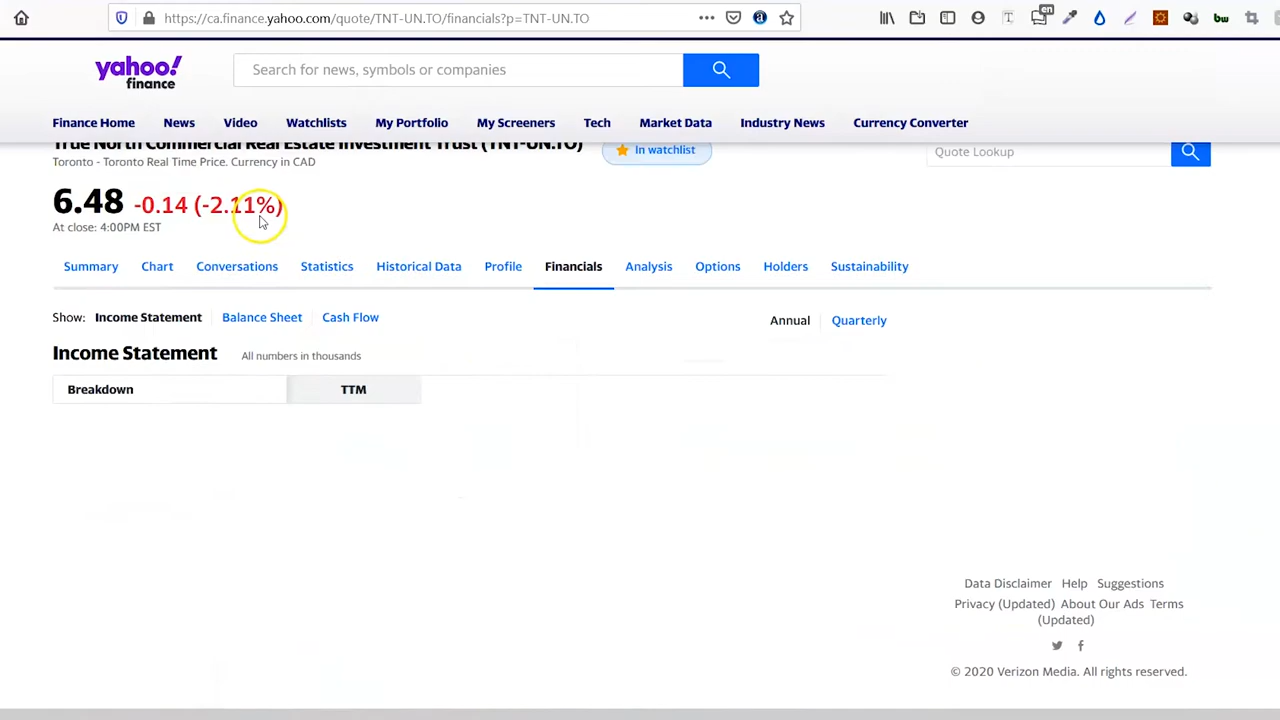 https://ca.finance.yahoo.com/quote/TNT-UN.TO/financials?p=TNT-UN.TO
en
T
a
bw
yahoo!
finance
Search for news, symbols or companies
Finance Home News Video Watchlists My Portfolio My Screeners Tech Market Data Industry News Currency Converter
True North Commercial Real Estate Investment Trust (TNT-UN.TO)
In watchlist
Quote Lookup
Toronto - Toronto Real Time Price. Currency in CAD
6.48 -0.14 (-2.11%)
At close: 4:00PM EST
Summary Chart Conversations Statistics Historical Data Profile Financials Analysis Options Holders Sustainability
Show: Income Statement Balance Sheet Cash Flow
Annual Quarterly
Income Statement All numbers in thousands
Breakdown TTM
Data Disclaimer Help Suggestions
Privacy (Updated) About Our Ads Terms
(Updated)
© 2020 Verizon Media. All rights reserved.